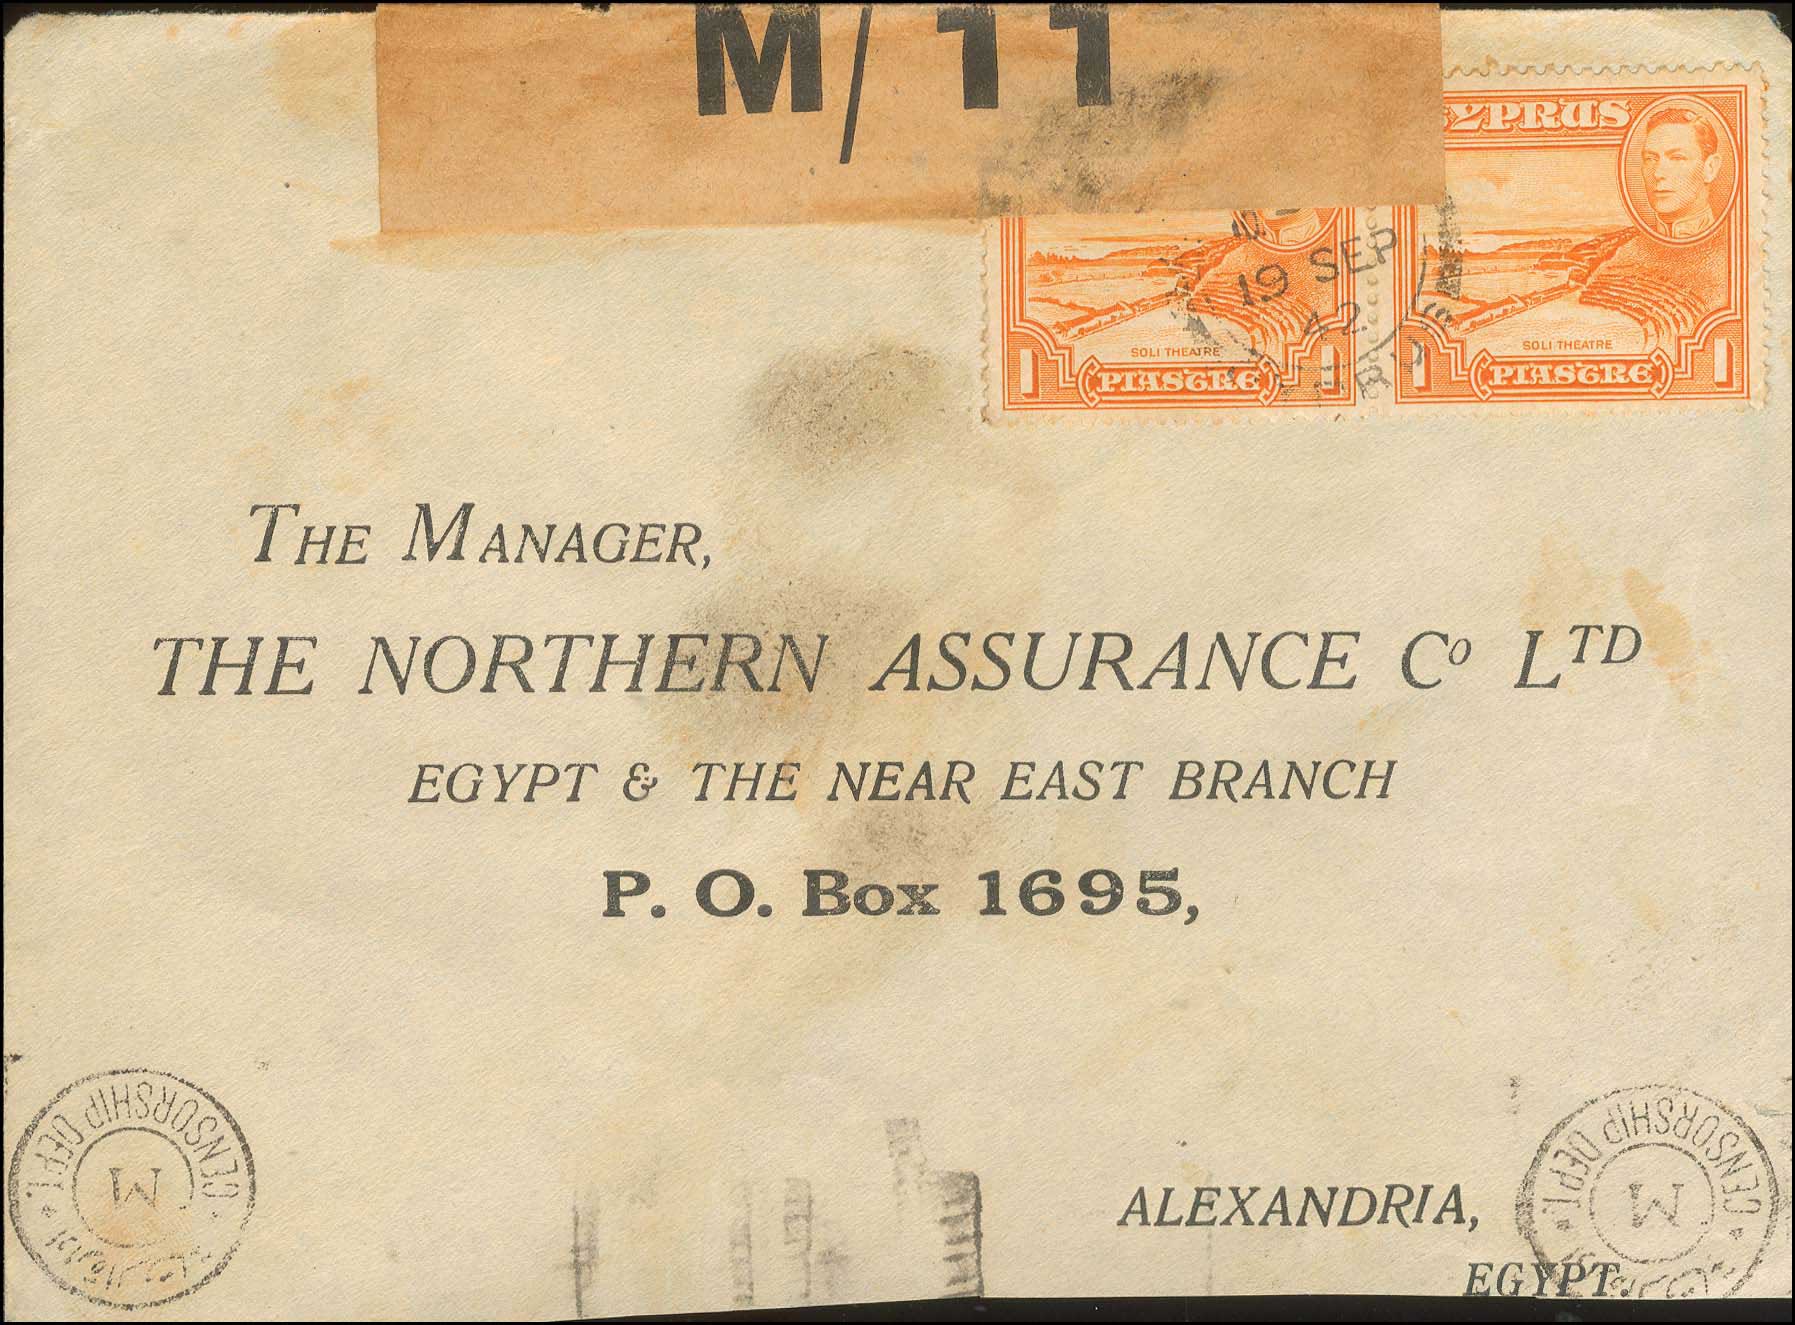 M/11
CYPRUS
19 SEP
42
SOLI THEATRE
1 PIASTRE 1
SOLI THEATRE
1 PIASTRE 1
THE MANAGER,
THE NORTHERN ASSURANCE Co LTD
EGYPT & THE NEAR EAST BRANCH
P. O. Box 1695,
ALEXANDRIA,
EGYPT.
CENSORSHIP DEPT.
M
CENSORSHIP DEPT.
M